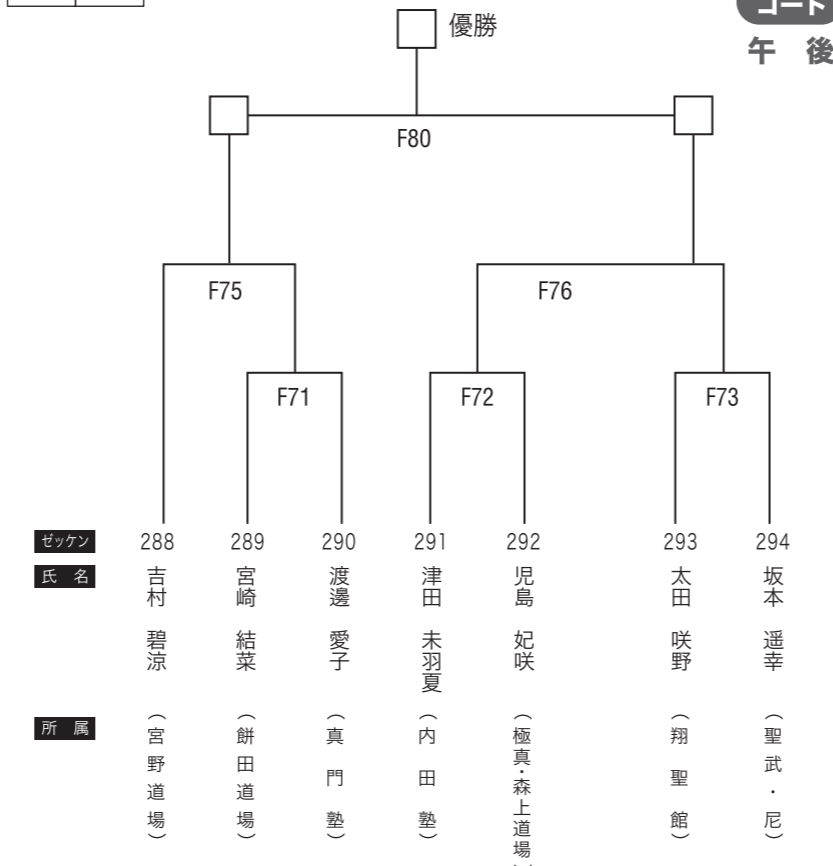 コート
午後
優勝
F80
F75
F76
F71
F72
F73
ゼッケン 288 289 290 291 292 293 294
氏名
吉村 碧涼
宮崎 結菜
渡邊 愛子
津田 未羽夏
児島 妃咲
太田 咲野
坂本 遥幸
所属
（宮野道場）
（餅田道場）
（真門塾）
（内田塾）
（極真・森上道場）
（翔聖館）
（聖武・尼）